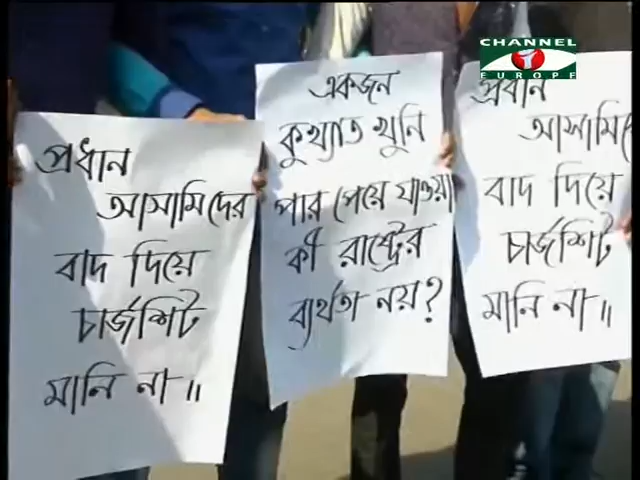 CHANNEL
i
EUROPE
প্রধান
আসামিদের
বাদ দিয়ে
চার্জশিট
মানি না॥
একজন
কুখ্যাত খুনি
পার পেয়ে যাওয়া
কী রাষ্ট্রের
ব্যর্থতা নয়?
প্রধান
আসামিদে
বাদ দিয়ে
চার্জশিট
মানি না॥